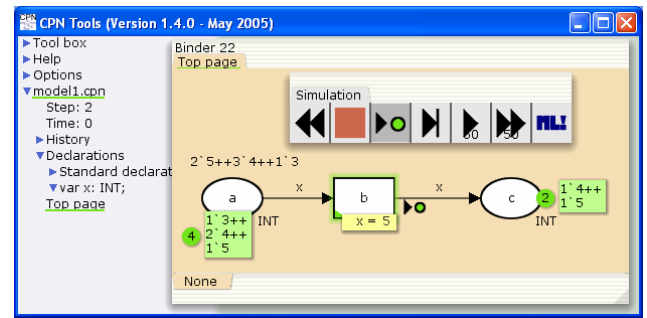 CPN Tools (Version 1.4.0 - May 2005)
Tool box
Help
Options
model1.cpn
Step: 2
Time: 0
History
Declarations
Standard declarat
var x: INT;
Top page
Binder 22
Top page
Simulation
50
ML!
2`5++3`4++1`3
a
x
b
x
c
INT
INT
4
1`3++
2`4++
1`5
x = 5
2
1`4++
1`5
None